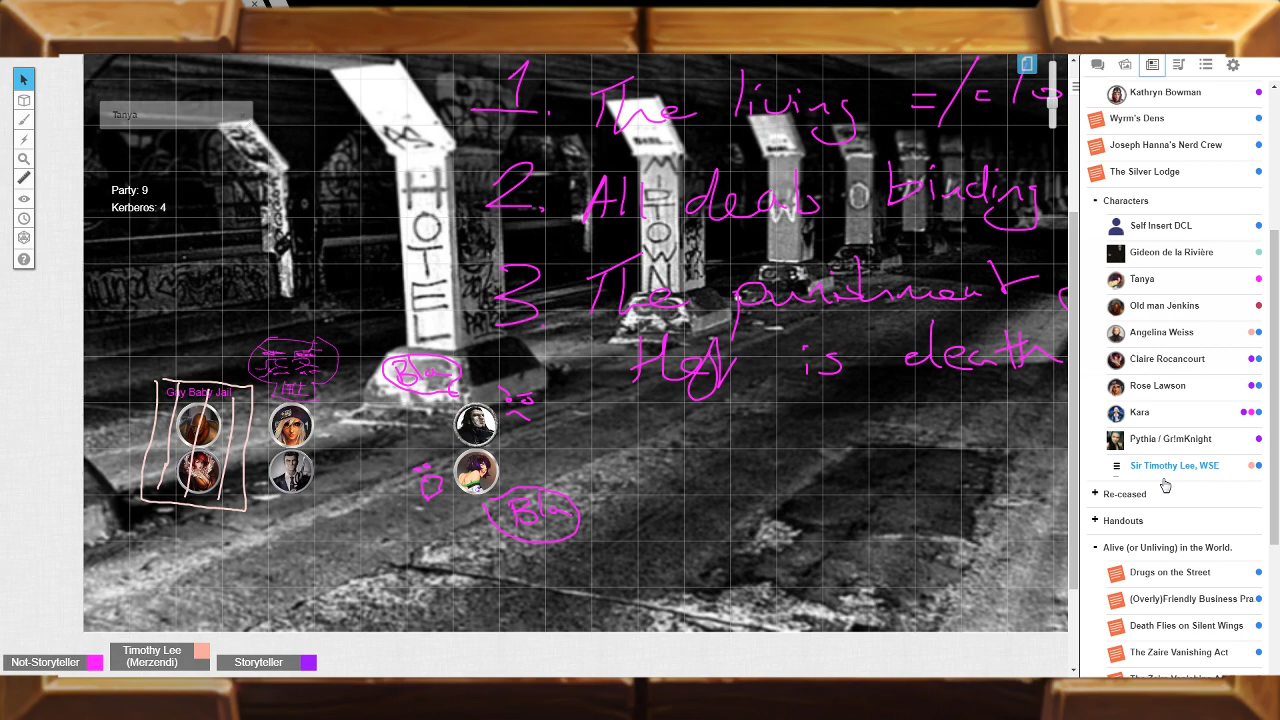 Tanya
Party: 9
Kerberos: 4
1. The living =/=
2. All deals binding
3. The punishment
is death
HOTEL
MIDTOWN
Bla
Gay Baby Jail
Bla
Not-Storyteller
Timothy Lee
(Merzendi)
Storyteller
Kathryn Bowman
Wyrm's Dens
Joseph Hanna's Nerd Crew
The Silver Lodge
- Characters
Self Insert DCL
Gideon de la Rivière
Tanya
Old man Jenkins
Angelina Weiss
Claire Rocancourt
Rose Lawson
Kara
Pythia / GrimKnight
Sir Timothy Lee, WSE
+ Re-ceased
+ Handouts
- Alive (or Unliving) in the World.
Drugs on the Street
(Overly)Friendly Business Pra
Death Flies on Silent Wings
The Zaire Vanishing Act